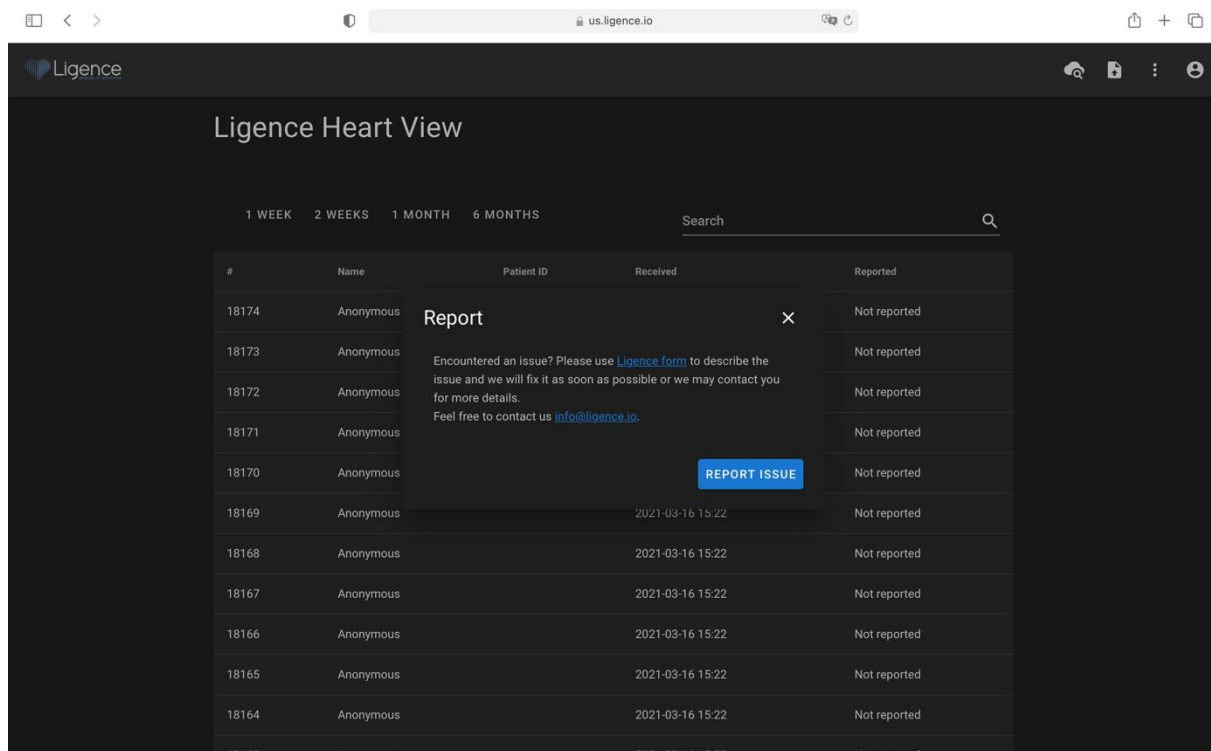 us.ligence.io
Ligence
Ligence Heart View
1 WEEK 2 WEEKS 1 MONTH 6 MONTHS Search
# Name Patient ID Received Reported
18174 Anonymous Not reported
Report
18173 Anonymous Not reported
Encountered an issue? Please use Ligence form to describe the
issue and we will fix it as soon as possible or we may contact you
for more details.
Feel free to contact us info@ligence.io.
18172 Anonymous Not reported
18171 Anonymous Not reported
18170 Anonymous Not reported
REPORT ISSUE
18169 Anonymous 2021-03-16 15:22 Not reported
18168 Anonymous 2021-03-16 15:22 Not reported
18167 Anonymous 2021-03-16 15:22 Not reported
18166 Anonymous 2021-03-16 15:22 Not reported
18165 Anonymous 2021-03-16 15:22 Not reported
18164 Anonymous 2021-03-16 15:22 Not reported